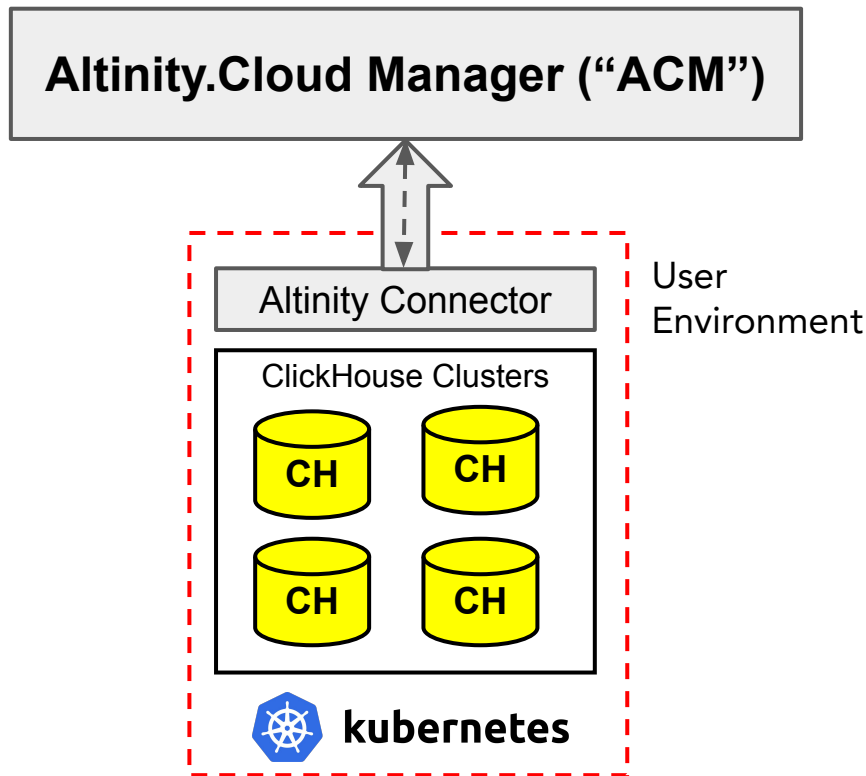 Altinity.Cloud Manager (“ACM”)
User
Environment
Altinity Connector
ClickHouse Clusters
CH
CH
CH
CH
kubernetes